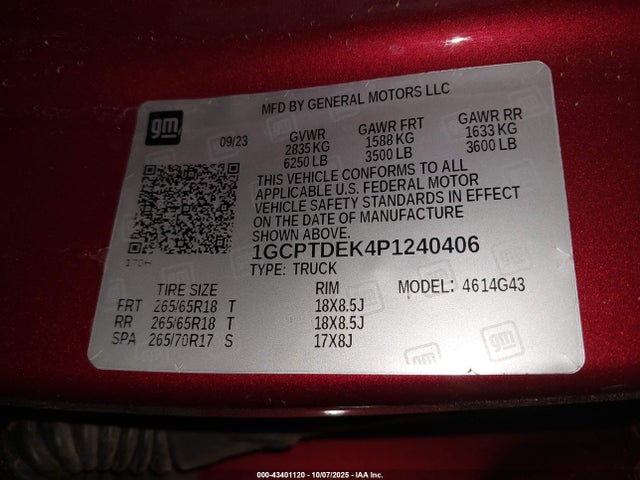 MFD BY GENERAL MOTORS LLC
gm
09/23
GVWR GAWR FRT GAWR RR
2835 KG 1588 KG 1633 KG
6250 LB 3500 LB 3600 LB
THIS VEHICLE CONFORMS TO ALL
APPLICABLE U.S. FEDERAL MOTOR
VEHICLE SAFETY STANDARDS IN EFFECT
ON THE DATE OF MANUFACTURE
SHOWN ABOVE.
1GCPTDEK4P1240406
TYPE: TRUCK
TIRE SIZE RIM MODEL: 4614G43
FRT 265/65R18 T 18X8.5J
RR 265/65R18 T 18X8.5J
SPA 265/70R17 S 17X8J
gm
000-43401120 - 10/07/2025 - IAA Inc.